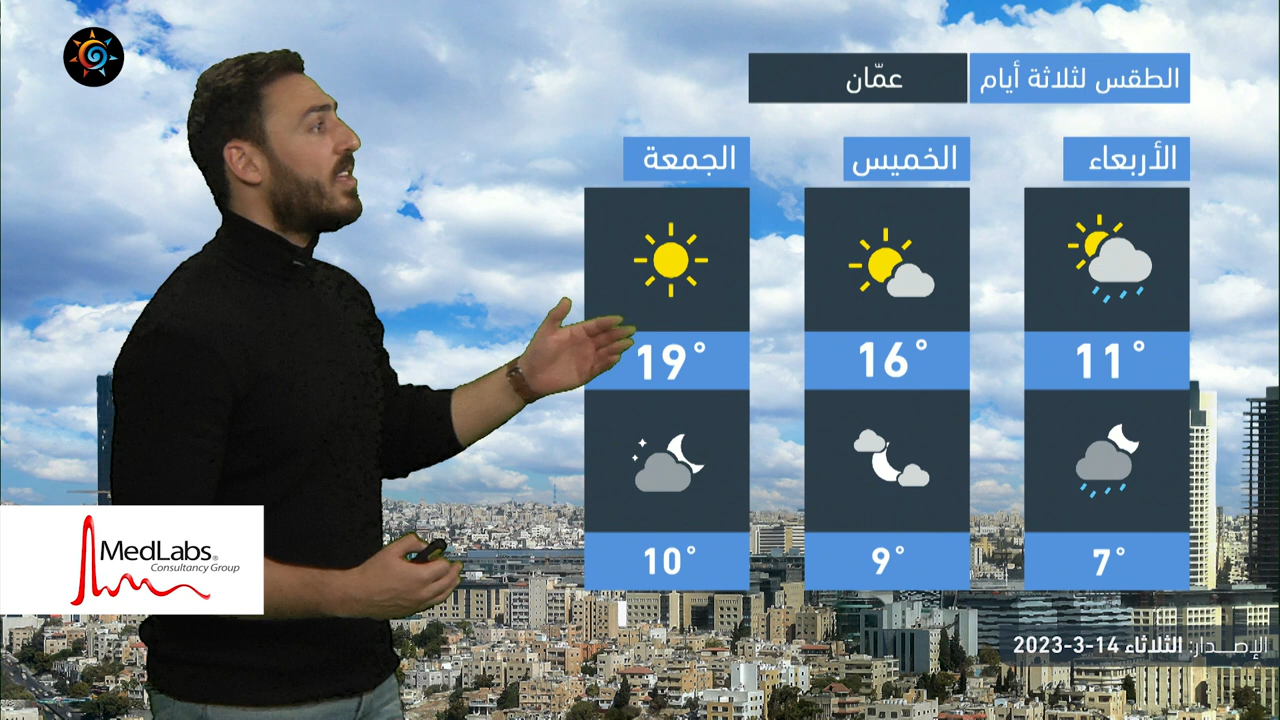 الطقس لثلاثة أيام
عمّان
الأربعاء
الخميس
الجمعة
11°
16°
19°
7°
9°
10°
MedLabs®
Consultancy Group
الإصـدار: الثلاثاء 14-3-2023